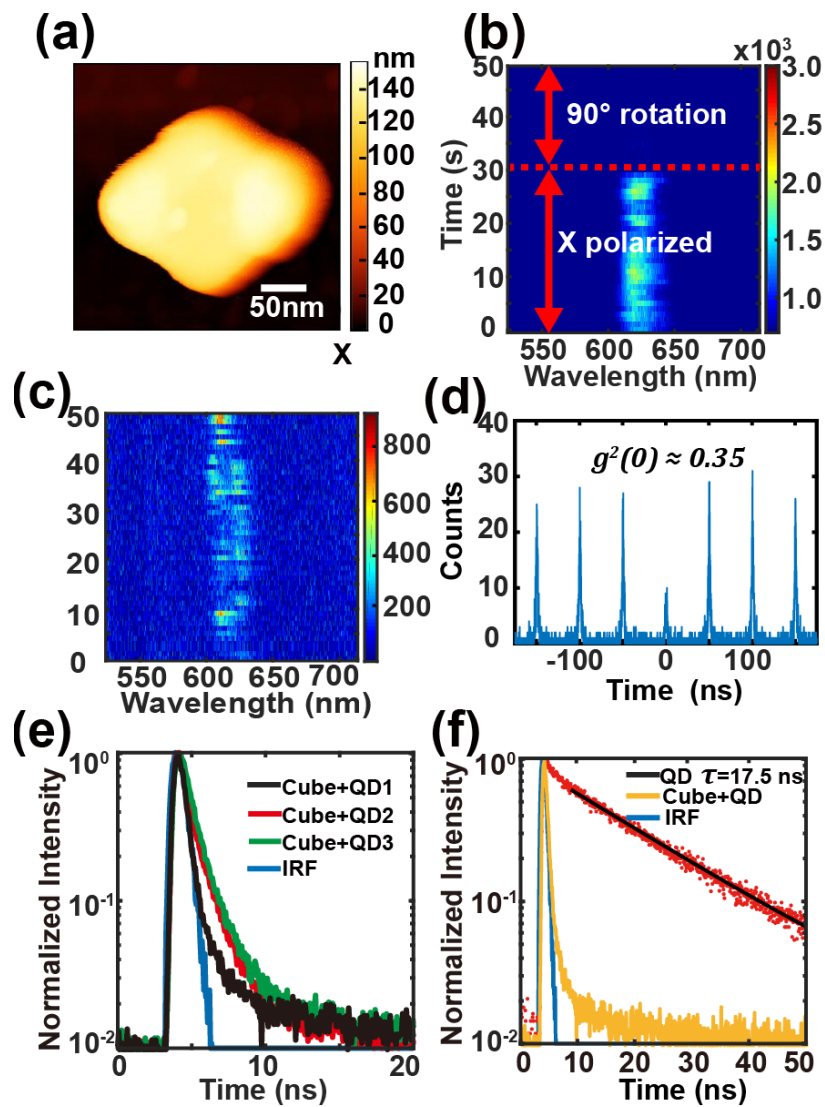 (a)
nm
140
120
100
80
60
40
20
0
50nm
X
(b)
x10³
50
40
30
20
10
0
Time (s)
90° rotation
X polarized
3.0
2.5
2.0
1.5
1.0
550 600 650 700
Wavelength (nm)
(c)
50
40
30
20
10
0
800
600
400
200
550 600 650 700
Wavelength (nm)
(d)
40
30
20
10
0
Counts
g²(0) ≈ 0.35
-100 0 100
Time (ns)
(e)
10⁰
10⁻¹
10⁻²
Normalized Intensity
Cube+QD1
Cube+QD2
Cube+QD3
IRF
0 10 20
Time (ns)
(f)
10⁰
10⁻¹
10⁻²
Normalized Intensity
QD τ=17.5 ns
Cube+QD
IRF
0 10 20 30 40 50
Time (ns)